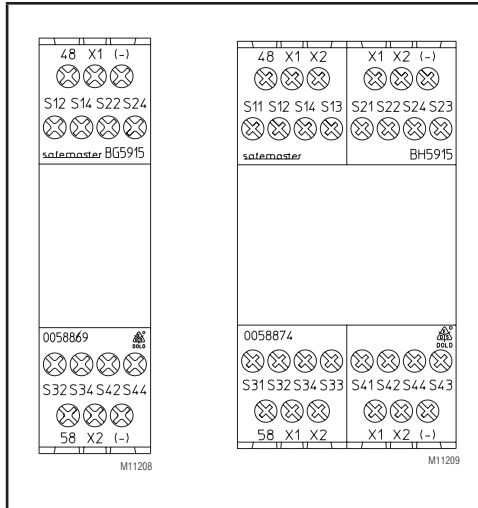 48 X1 (-)
S12 S14 S22 S24
safemaster BG5915
0058869
DOLD
S32 S34 S42 S44
58 X2 (-)
M11208
48 X1 X2 X1 X2 (-)
S11 S12 S14 S13 S21 S22 S24 S23
safemaster BH5915
0058874
DOLD
S31 S32 S34 S33 S41 S42 S44 S43
58 X1 X2 X1 X2 (-)
M11209